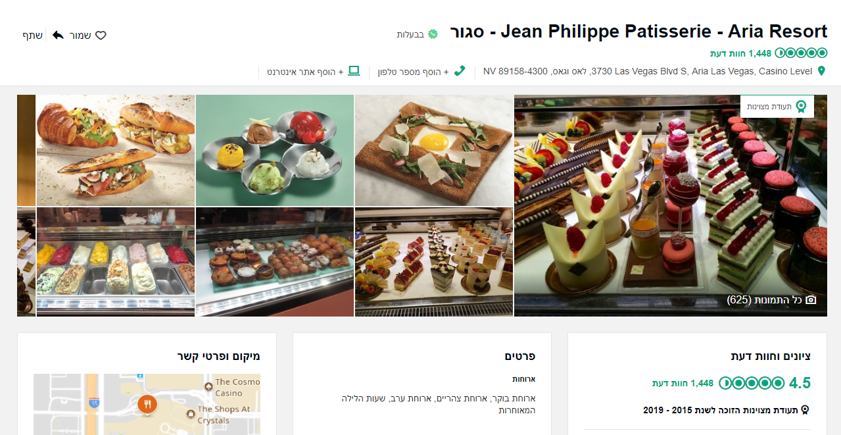 Jean Philippe Patisserie - Aria Resort - סגור
בבעלות
שמור
שתף
1,448 חוות דעת
3730 Las Vegas Blvd S, Aria Las Vegas, Casino Level, לאס וגאס, NV 89158-4300
+ הוסף מספר טלפון
+ הוסף אתר אינטרנט
תעודת מצוינות
כל התמונות (625)
ציונים וחוות דעת
4.5
1,448 חוות דעת
תעודת מצוינות הזוכה לשנת 2015 - 2019
פרטים
ארוחות
ארוחת בוקר, ארוחת צהריים, ארוחת ערב, שעות הלילה
המאוחרות
מיקום ופרטי קשר
The Cosmo
Casino
The Shops At
Crystals